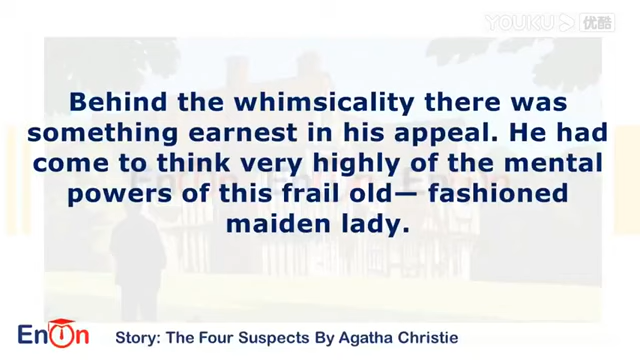 YOUKU 优酷
Behind the whimsicality there was
something earnest in his appeal. He had
come to think very highly of the mental
powers of this frail old— fashioned
maiden lady.
EnOn
Story: The Four Suspects By Agatha Christie